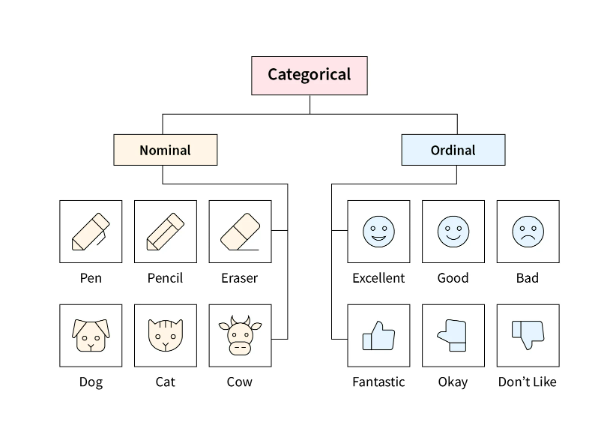 Categorical
Nominal
Ordinal
Pen
Pencil
Eraser
Excellent
Good
Bad
Dog
Cat
Cow
Fantastic
Okay
Don’t Like